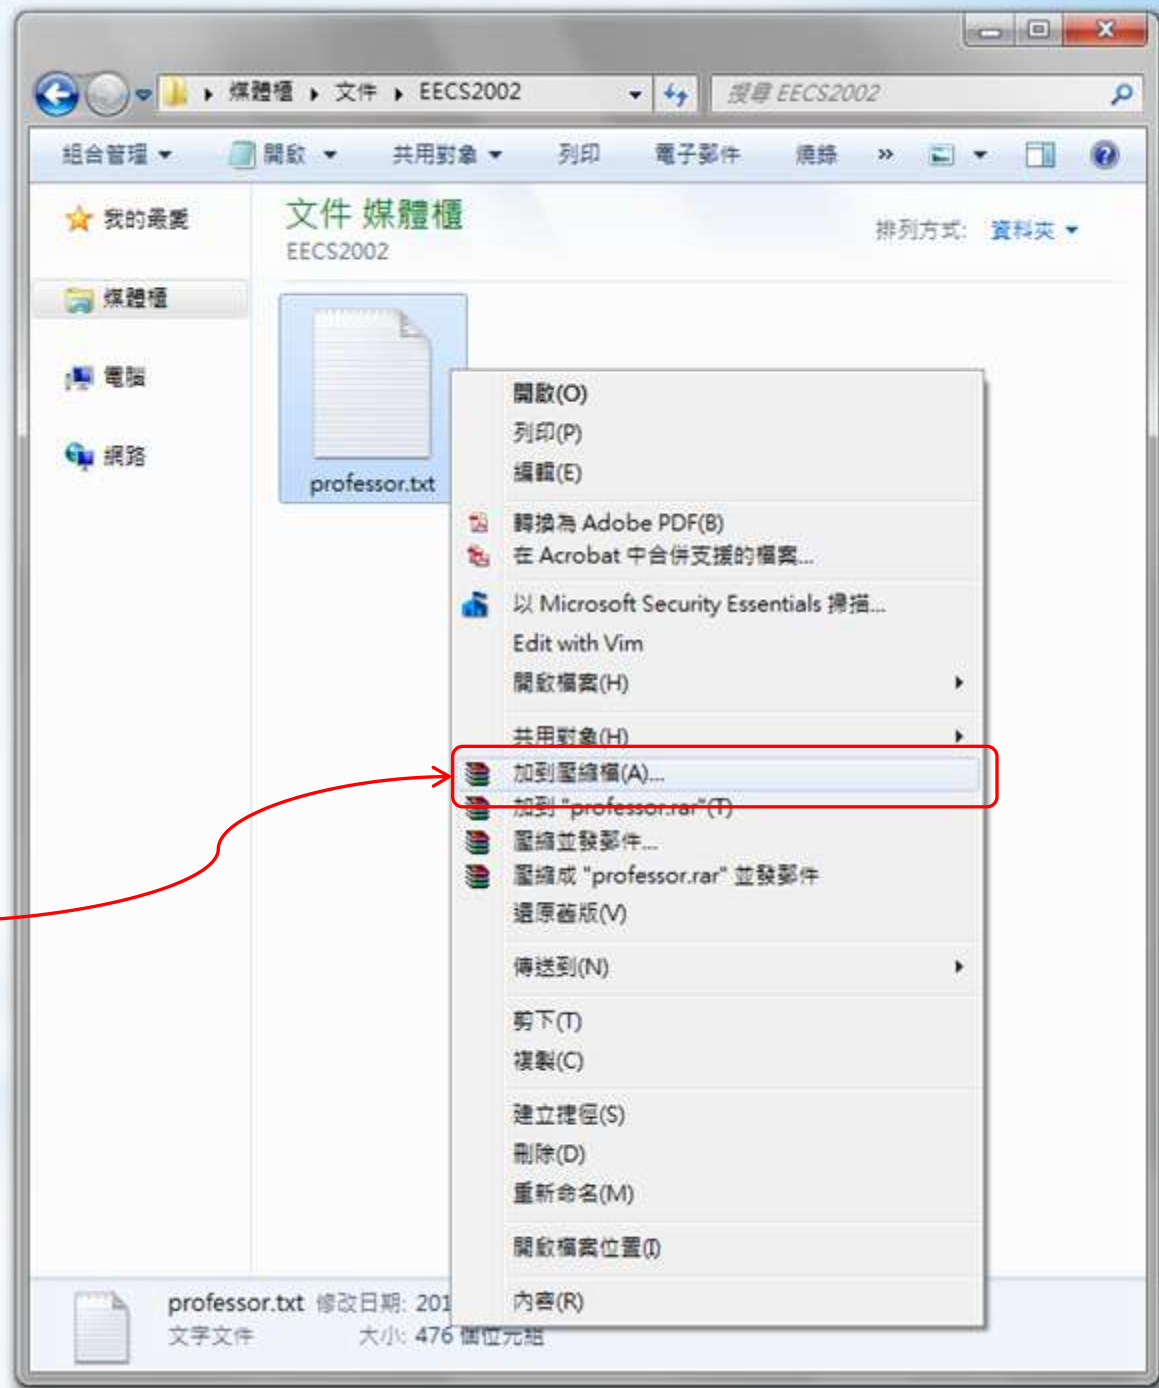 媒體櫃 ▸ 文件 ▸ EECS2002
搜尋 EECS2002
組合管理 開啟 共用對象 列印 電子郵件 燒錄 »
我的最愛
媒體櫃
電腦
網路
文件 媒體櫃
EECS2002
排列方式: 資料夾
professor.txt
開啟(O)
列印(P)
編輯(E)
轉換為 Adobe PDF(B)
在 Acrobat 中合併支援的檔案...
以 Microsoft Security Essentials 掃描...
Edit with Vim
開啟檔案(H)
共用對象(H)
加到壓縮檔(A)...
加到 "professor.rar"(T)
壓縮並發郵件...
壓縮成 "professor.rar" 並發郵件
還原舊版(V)
傳送到(N)
剪下(T)
複製(C)
建立捷徑(S)
刪除(D)
重新命名(M)
開啟檔案位置(I)
內容(R)
professor.txt 修改日期: 201
文字文件 大小: 476 個位元組